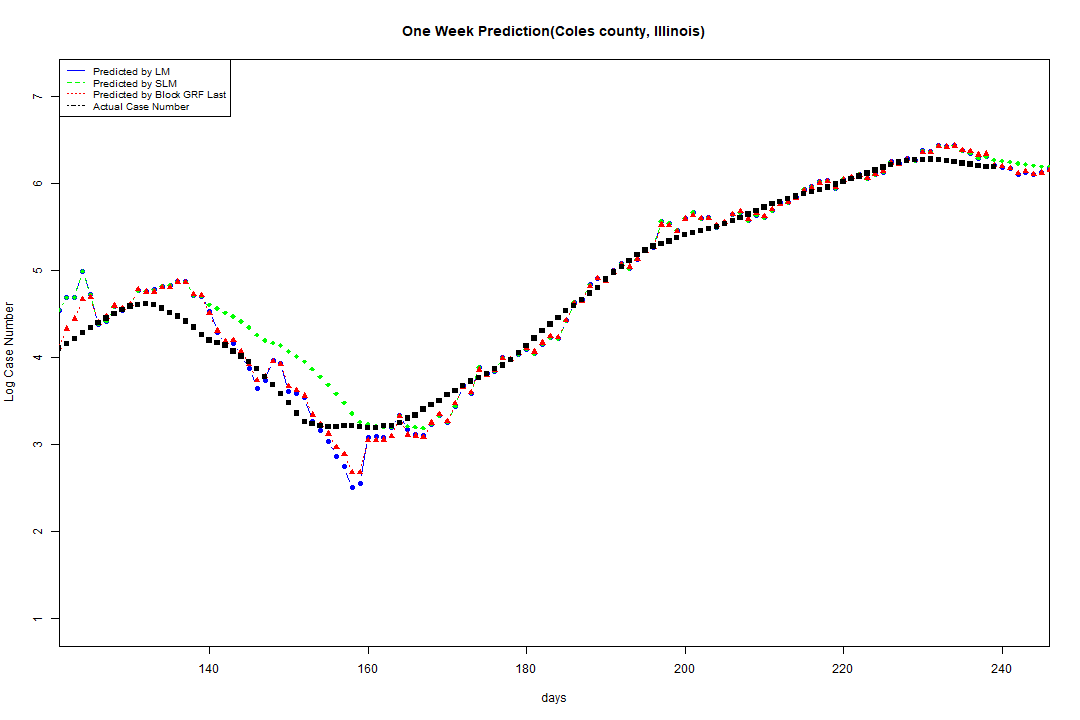 One Week Prediction(Coles county, Illinois)
Predicted by LM
Predicted by SLM
Predicted by Block GRF Last
Actual Case Number
7
6
5
4
3
2
1
Log Case Number
140 160 180 200 220 240
days